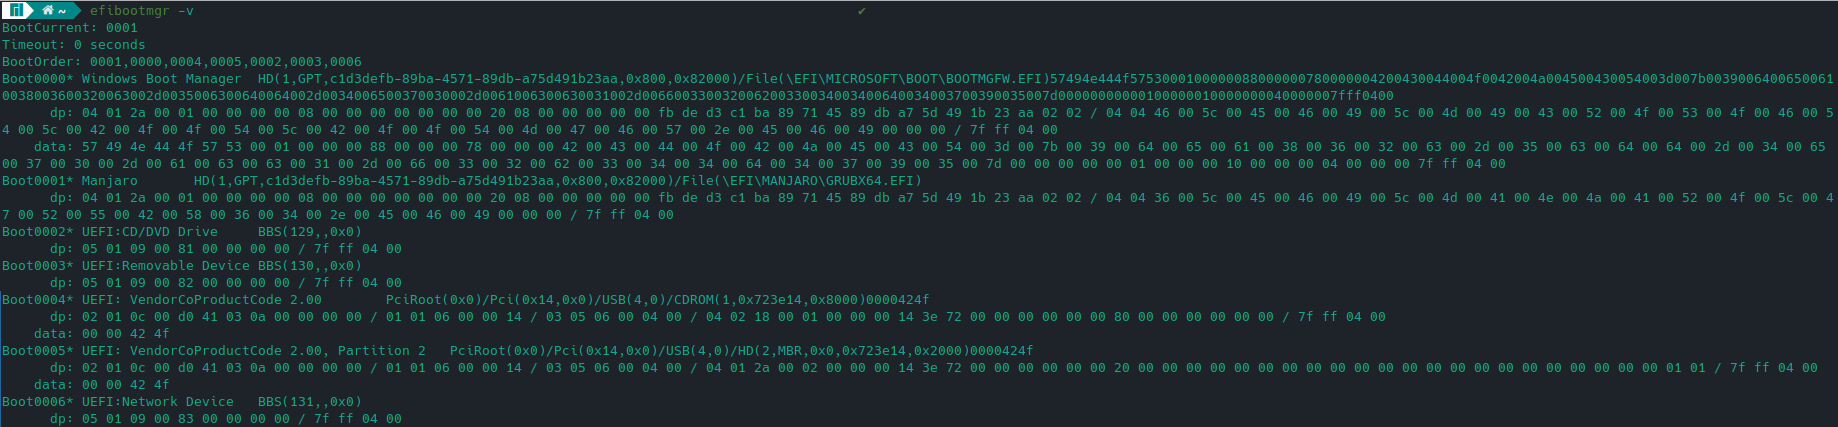 ~ efibootmgr -v ✔
BootCurrent: 0001
Timeout: 0 seconds
BootOrder: 0001,0000,0004,0005,0002,0003,0006
Boot0000* Windows Boot Manager  HD(1,GPT,c1d3defb-89ba-4571-89db-a75d491b23aa,0x800,0x82000)/File(\EFI\MICROSOFT\BOOT\BOOTMGFW.EFI)57494e444f5753000100000088000000780000004200430044004f0042004a004500430054003d007b0039006400650061
0038003600320063002d0035006300640064002d0034006500370030002d0061006300630031002d006600330032006200330034003400640034003700390035007d00000000000100000010000000040000007fff0400
dp: 04 01 2a 00 01 00 00 00 00 08 00 00 00 00 00 00 00 20 08 00 00 00 00 00 fb de d3 c1 ba 89 71 45 89 db a7 5d 49 1b 23 aa 02 02 / 04 04 46 00 5c 00 45 00 46 00 49 00 5c 00 4d 00 49 00 43 00 52 00 4f 00 53 00 4f 00 46 00 5
4 00 5c 00 42 00 4f 00 4f 00 54 00 5c 00 42 00 4f 00 4f 00 54 00 4d 00 47 00 46 00 57 00 2e 00 45 00 46 00 49 00 00 00 / 7f ff 04 00
data: 57 49 4e 44 4f 57 53 00 01 00 00 00 88 00 00 00 78 00 00 00 42 00 43 00 44 00 4f 00 42 00 4a 00 45 00 43 00 54 00 3d 00 7b 00 39 00 64 00 65 00 61 00 38 00 36 00 32 00 63 00 2d 00 35 00 63 00 64 00 64 00 2d 00 34 00 65
00 37 00 30 00 2d 00 61 00 63 00 63 00 31 00 2d 00 66 00 33 00 32 00 62 00 33 00 34 00 34 00 64 00 34 00 37 00 39 00 35 00 7d 00 00 00 00 00 01 00 00 00 10 00 00 00 04 00 00 00 7f ff 04 00
Boot0001* Manjaro       HD(1,GPT,c1d3defb-89ba-4571-89db-a75d491b23aa,0x800,0x82000)/File(\EFI\MANJARO\GRUBX64.EFI)
dp: 04 01 2a 00 01 00 00 00 00 08 00 00 00 00 00 00 00 20 08 00 00 00 00 00 fb de d3 c1 ba 89 71 45 89 db a7 5d 49 1b 23 aa 02 02 / 04 04 36 00 5c 00 45 00 46 00 49 00 5c 00 4d 00 41 00 4e 00 4a 00 41 00 52 00 4f 00 5c 00 4
7 00 52 00 55 00 42 00 58 00 36 00 34 00 2e 00 45 00 46 00 49 00 00 00 / 7f ff 04 00
Boot0002* UEFI:CD/DVD Drive     BBS(129,,0x0)
dp: 05 01 09 00 81 00 00 00 00 / 7f ff 04 00
Boot0003* UEFI:Removable Device BBS(130,,0x0)
dp: 05 01 09 00 82 00 00 00 00 / 7f ff 04 00
Boot0004* UEFI: VendorCoProductCode 2.00        PciRoot(0x0)/Pci(0x14,0x0)/USB(4,0)/CDROM(1,0x723e14,0x8000)0000424f
dp: 02 01 0c 00 d0 41 03 0a 00 00 00 00 / 01 01 06 00 00 14 / 03 05 06 00 04 00 / 04 02 18 00 01 00 00 00 14 3e 72 00 00 00 00 00 00 80 00 00 00 00 00 00 / 7f ff 04 00
data: 00 00 42 4f
Boot0005* UEFI: VendorCoProductCode 2.00, Partition 2   PciRoot(0x0)/Pci(0x14,0x0)/USB(4,0)/HD(2,MBR,0x0,0x723e14,0x2000)0000424f
dp: 02 01 0c 00 d0 41 03 0a 00 00 00 00 / 01 01 06 00 00 14 / 03 05 06 00 04 00 / 04 01 2a 00 02 00 00 00 14 3e 72 00 00 00 00 00 00 20 00 00 00 00 00 00 00 00 00 00 00 00 00 00 00 00 00 00 00 00 00 00 01 01 / 7f ff 04 00
data: 00 00 42 4f
Boot0006* UEFI:Network Device   BBS(131,,0x0)
dp: 05 01 09 00 83 00 00 00 00 / 7f ff 04 00